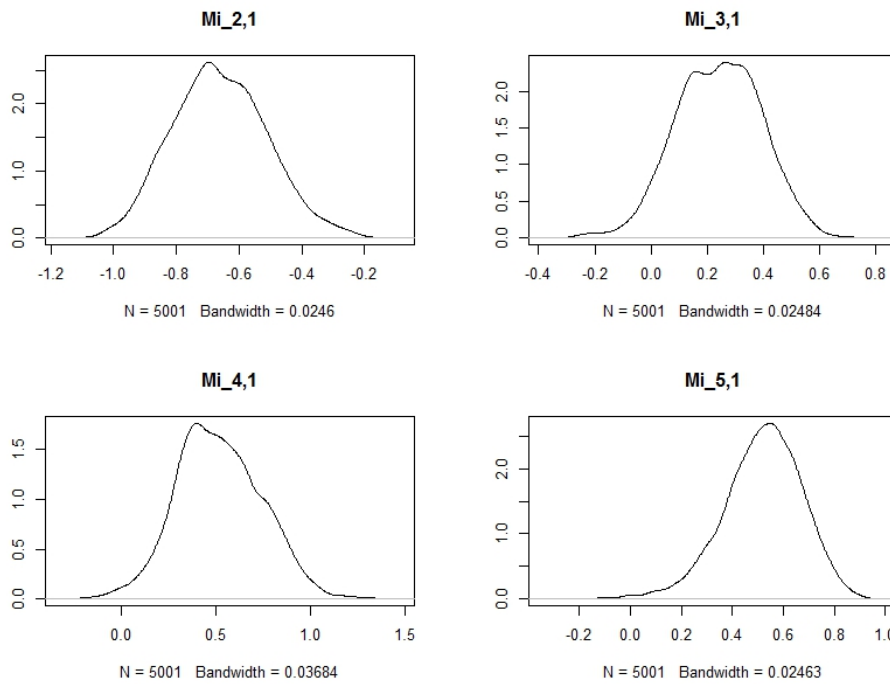 Mi_2,1
0.0 1.0 2.0
-1.2 -1.0 -0.8 -0.6 -0.4 -0.2
N = 5001 Bandwidth = 0.0246
Mi_3,1
0.0 0.5 1.0 1.5 2.0
-0.4 -0.2 0.0 0.2 0.4 0.6 0.8
N = 5001 Bandwidth = 0.02484
Mi_4,1
0.0 0.5 1.0 1.5
0.0 0.5 1.0 1.5
N = 5001 Bandwidth = 0.03684
Mi_5,1
0.0 1.0 2.0
-0.2 0.0 0.2 0.4 0.6 0.8 1.0
N = 5001 Bandwidth = 0.02463